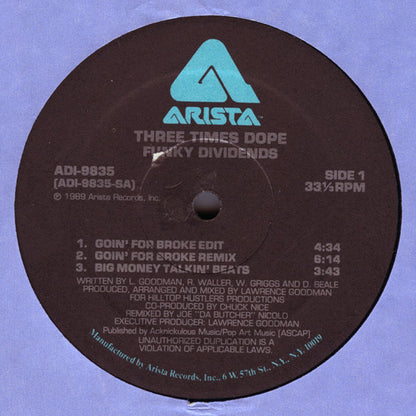 ARISTA™
THREE TIMES DOPE
FUNKY DIVIDENDS
ADI-9835
(ADI-9835-SA)
℗ 1989 Arista Records, Inc.
SIDE 1
33⅓ RPM
1. GOIN' FOR BROKE EDIT 4:34
2. GOIN' FOR BROKE REMIX 6:14
3. BIG MONEY TALKIN' BEATS 3:43
WRITTEN BY L. GOODMAN, R. WALLER, W. GRIGGS AND D. BEALE
PRODUCED, ARRANGED AND MIXED BY LAWRENCE GOODMAN
FOR HILLTOP HUSTLERS PRODUCTIONS
CO-PRODUCED BY CHUCK NICE
REMIXED BY JOE "DA BUTCHER" NICOLO
EXECUTIVE PRODUCER: LAWRENCE GOODMAN
Published by Acknickulous Music/Pop Art Music (ASCAP)
UNAUTHORIZED DUPLICATION IS A
VIOLATION OF APPLICABLE LAWS.
Manufactured by Arista Records, Inc., 6 W. 57th St., N.Y., N.Y. 10019